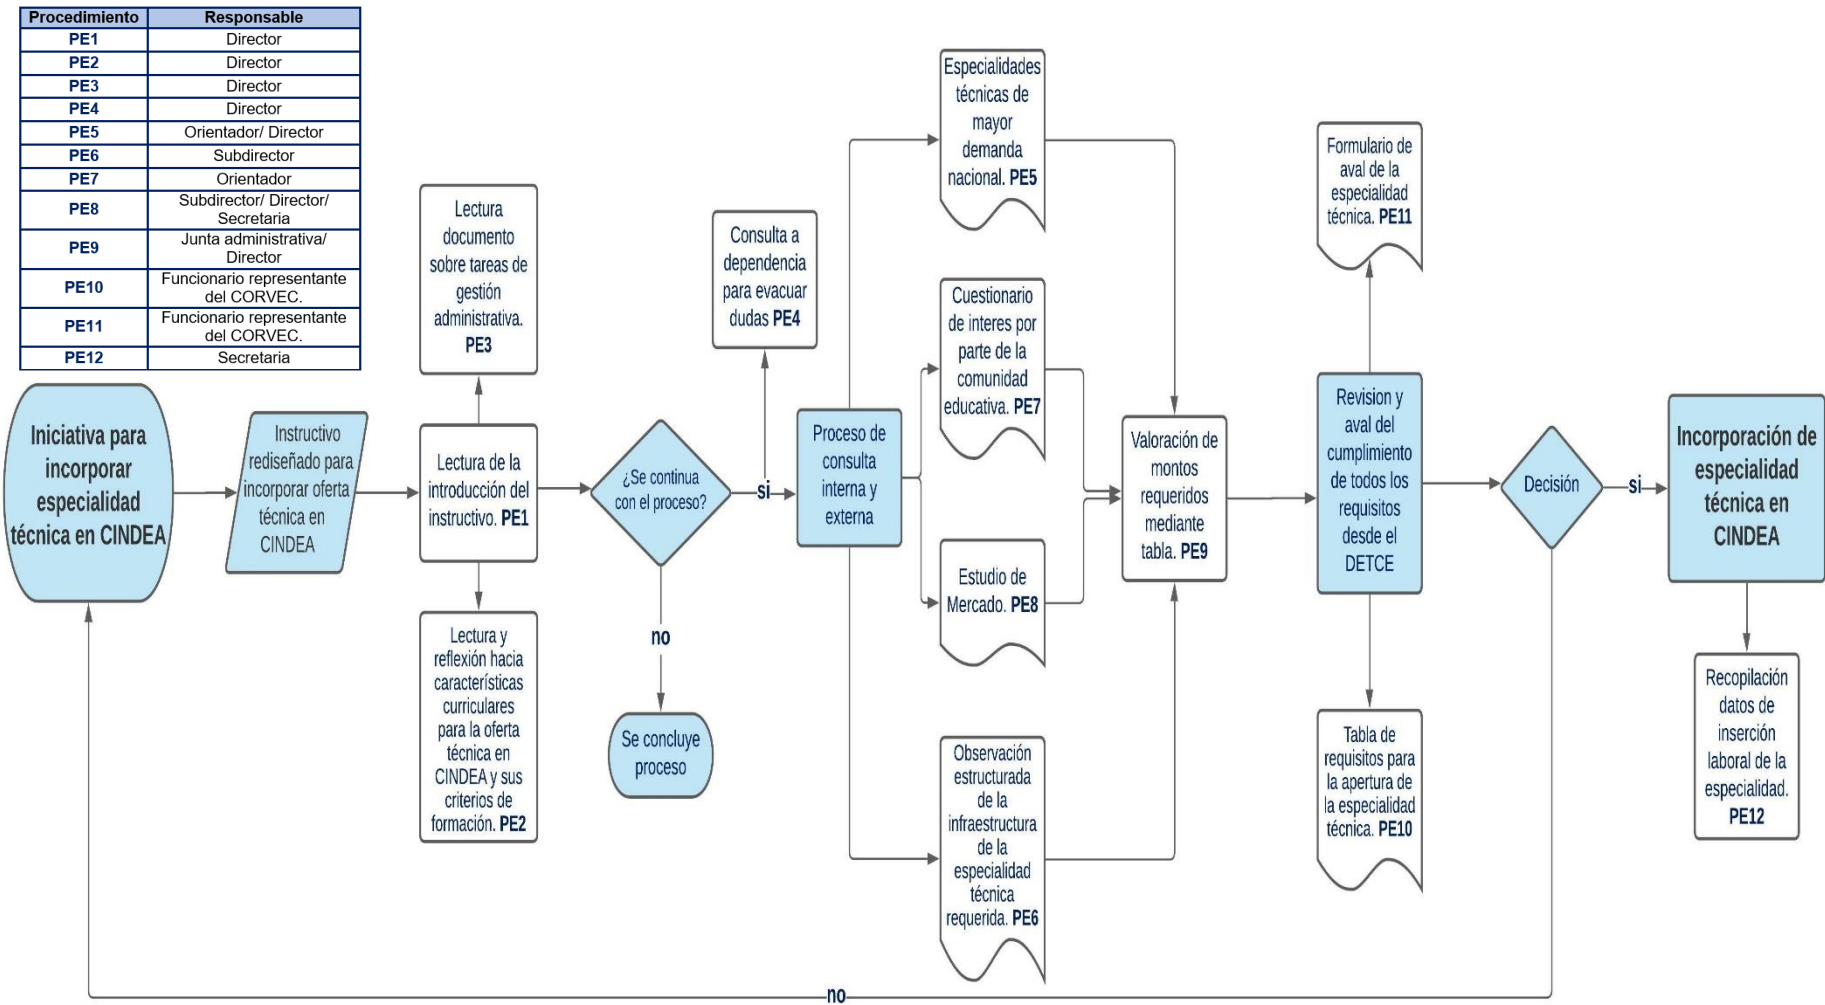 Procedimiento Responsable
PE1 Director
PE2 Director
PE3 Director
PE4 Director
PE5 Orientador/ Director
PE6 Subdirector
PE7 Orientador
PE8 Subdirector/ Director/
Secretaria
PE9 Junta administrativa/
Director
PE10 Funcionario representante
del CORVEC.
PE11 Funcionario representante
del CORVEC.
PE12 Secretaria
Iniciativa para
incorporar
especialidad
técnica en CINDEA
Instructivo
rediseñado para
incorporar oferta
técnica en
CINDEA
Lectura
documento
sobre tareas de
gestión
administrativa.
PE3
Lectura de la
introducción del
instructivo. PE1
Lectura y
reflexión hacia
características
curriculares
para la oferta
técnica en
CINDEA y sus
criterios de
formación. PE2
¿Se continua
con el proceso?
no
Se concluye
proceso
si
Consulta a
dependencia
para evacuar
dudas PE4
Proceso de
consulta
interna y
externa
Especialidades
técnicas de
mayor
demanda
nacional. PE5
Cuestionario
de interes por
parte de la
comunidad
educativa. PE7
Estudio de
Mercado. PE8
Observación
estructurada
de la
infraestructura
de la
especialidad
técnica
requerida. PE6
Valoración de
montos
requeridos
mediante
tabla. PE9
Formulario de
aval de la
especialidad
técnica. PE11
Revision y
aval del
cumplimiento
de todos los
requisitos
desde el
DETCE
Tabla de
requisitos para
la apertura de
la especialidad
técnica. PE10
Decisión
si
no
Incorporación de
especialidad
técnica en
CINDEA
Recopilación
datos de
inserción
laboral de la
especialidad.
PE12